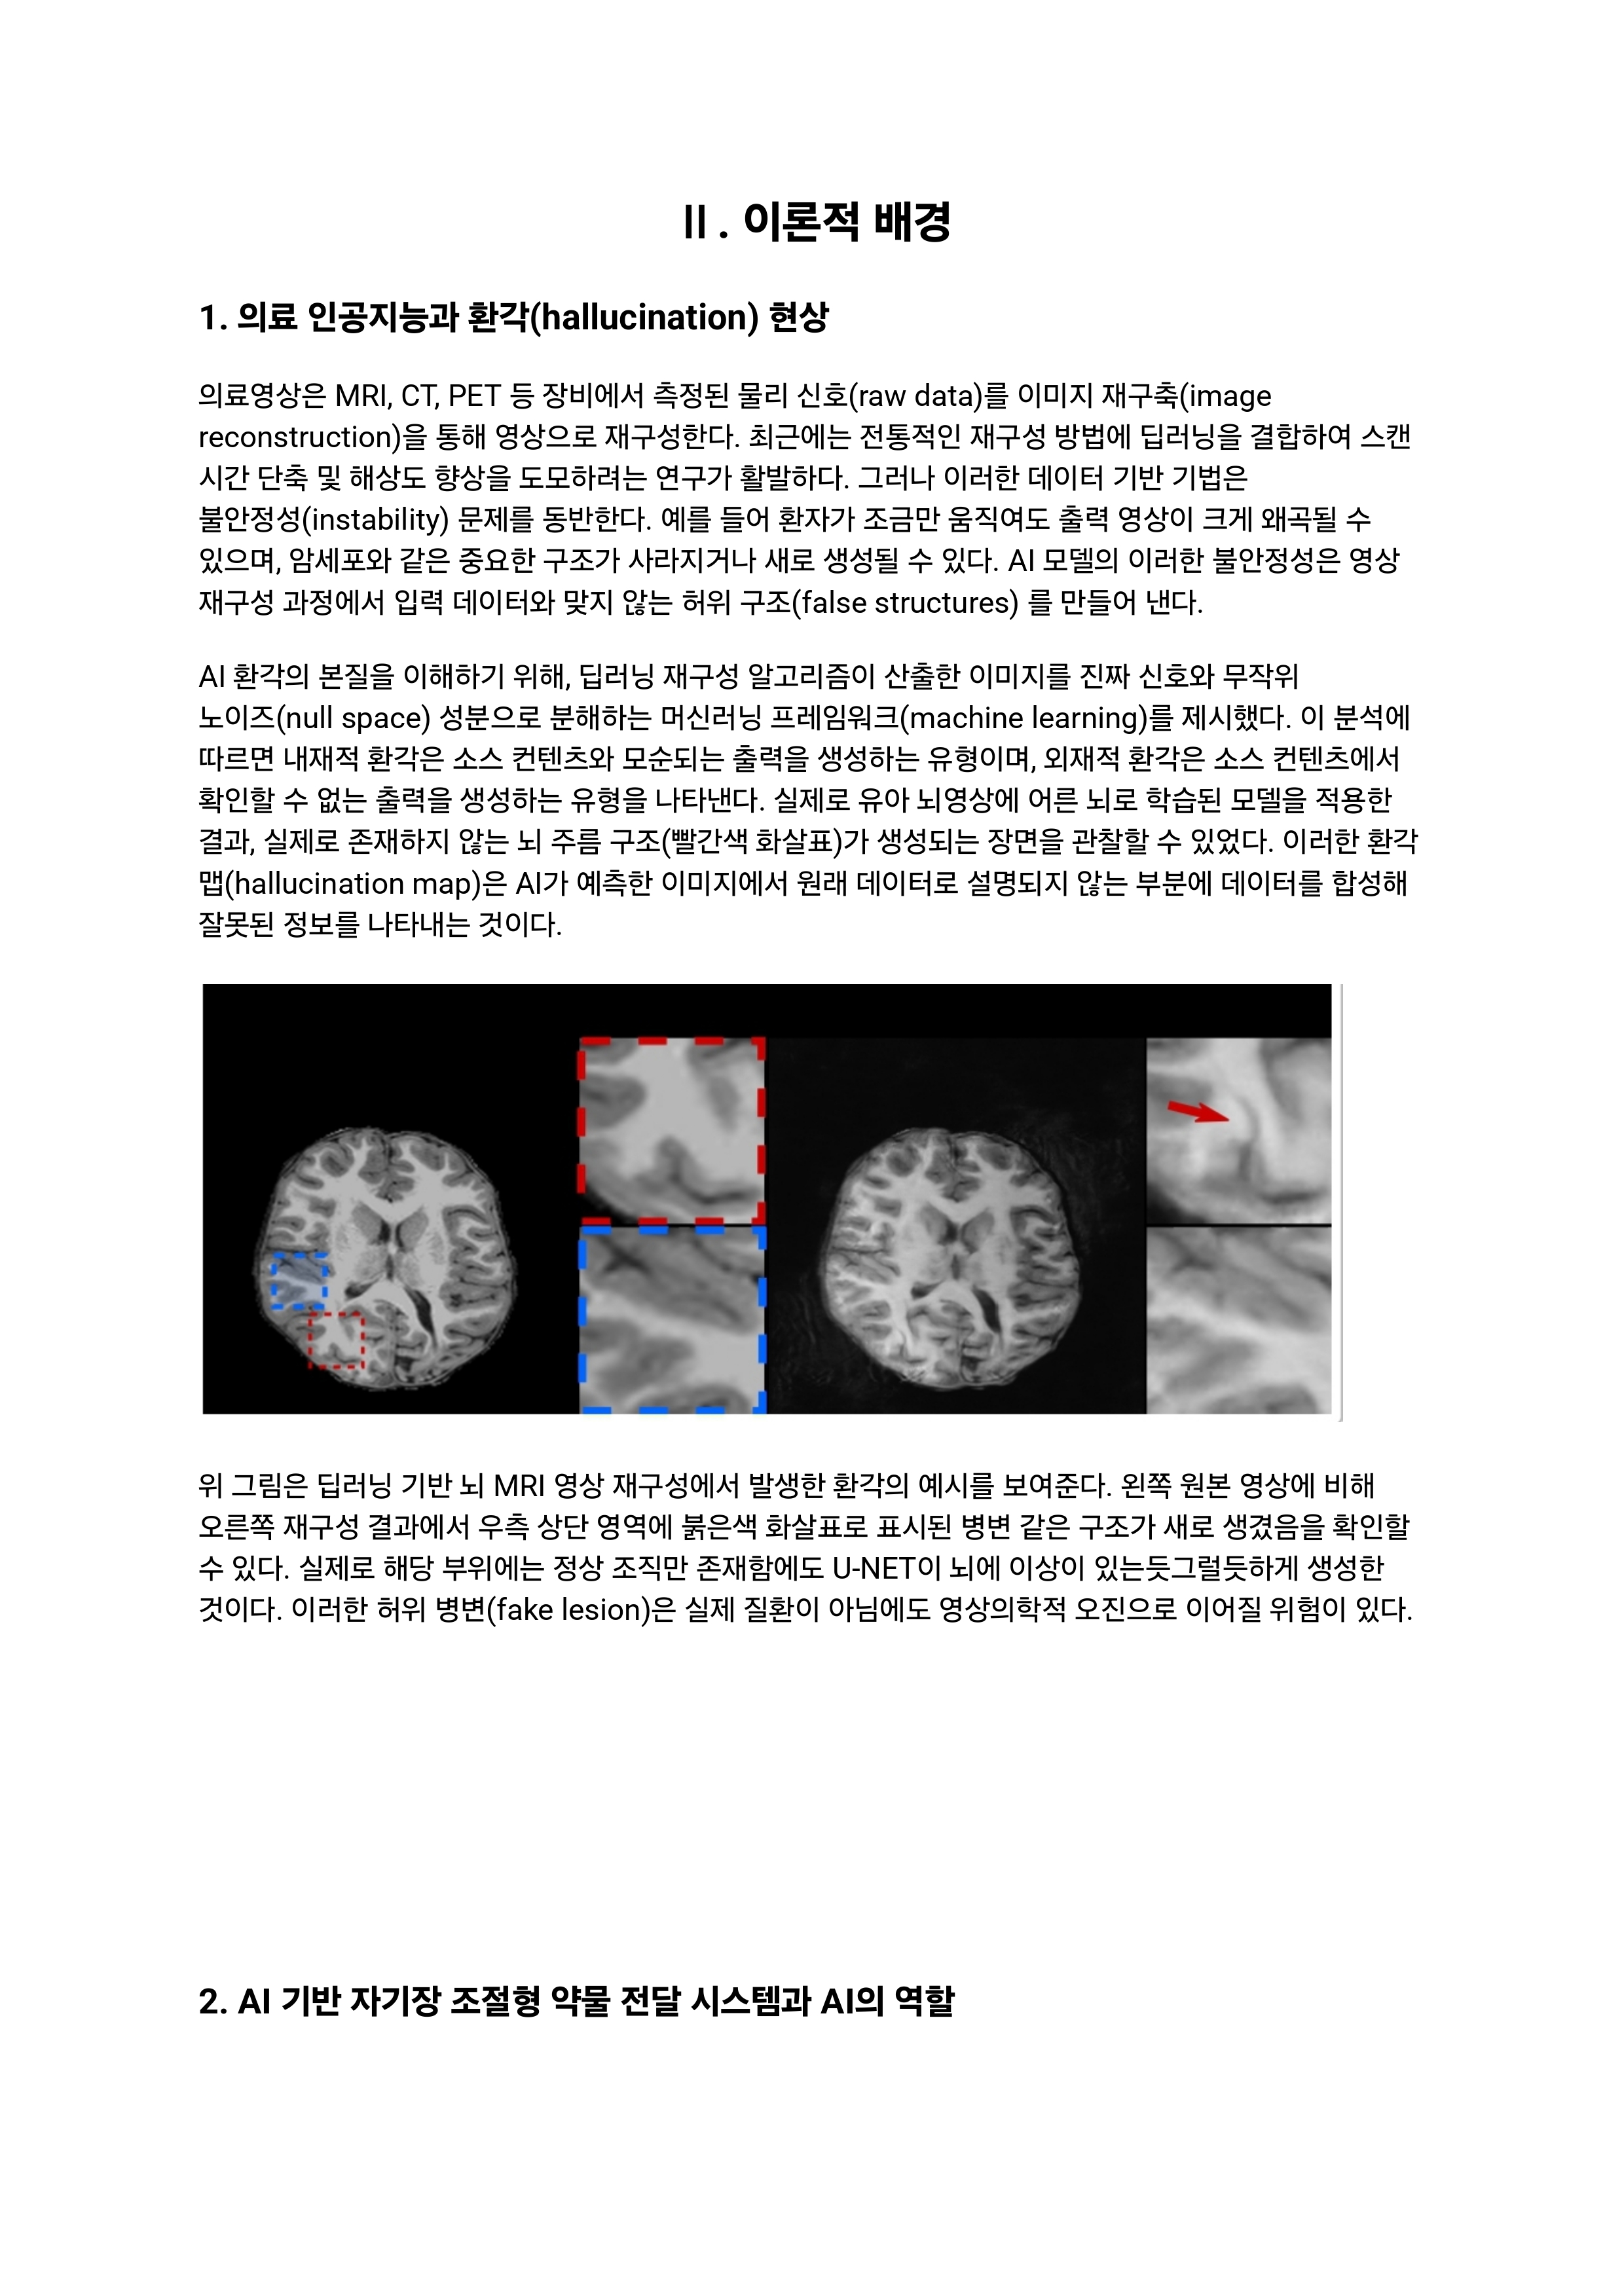 Ⅱ. 이론적 배경
1. 의료 인공지능과 환각(hallucination) 현상
의료영상은 MRI, CT, PET 등 장비에서 측정된 물리 신호(raw data)를 이미지 재구축(image
reconstruction)을 통해 영상으로 재구성한다. 최근에는 전통적인 재구성 방법에 딥러닝을 결합하여 스캔
시간 단축 및 해상도 향상을 도모하려는 연구가 활발하다. 그러나 이러한 데이터 기반 기법은
불안정성(instability) 문제를 동반한다. 예를 들어 환자가 조금만 움직여도 출력 영상이 크게 왜곡될 수
있으며, 암세포와 같은 중요한 구조가 사라지거나 새로 생성될 수 있다. AI 모델의 이러한 불안정성은 영상
재구성 과정에서 입력 데이터와 맞지 않는 허위 구조(false structures) 를 만들어 낸다.
AI 환각의 본질을 이해하기 위해, 딥러닝 재구성 알고리즘이 산출한 이미지를 진짜 신호와 무작위
노이즈(null space) 성분으로 분해하는 머신러닝 프레임워크(machine learning)를 제시했다. 이 분석에
따르면 내재적 환각은 소스 컨텐츠와 모순되는 출력을 생성하는 유형이며, 외재적 환각은 소스 컨텐츠에서
확인할 수 없는 출력을 생성하는 유형을 나타낸다. 실제로 유아 뇌영상에 어른 뇌로 학습된 모델을 적용한
결과, 실제로 존재하지 않는 뇌 주름 구조(빨간색 화살표)가 생성되는 장면을 관찰할 수 있었다. 이러한 환각
맵(hallucination map)은 AI가 예측한 이미지에서 원래 데이터로 설명되지 않는 부분에 데이터를 합성해
잘못된 정보를 나타내는 것이다.
위 그림은 딥러닝 기반 뇌 MRI 영상 재구성에서 발생한 환각의 예시를 보여준다. 왼쪽 원본 영상에 비해
오른쪽 재구성 결과에서 우측 상단 영역에 붉은색 화살표로 표시된 병변 같은 구조가 새로 생겼음을 확인할
수 있다. 실제로 해당 부위에는 정상 조직만 존재함에도 U-NET이 뇌에 이상이 있는듯그럴듯하게 생성한
것이다. 이러한 허위 병변(fake lesion)은 실제 질환이 아님에도 영상의학적 오진으로 이어질 위험이 있다.
2. AI 기반 자기장 조절형 약물 전달 시스템과 AI의 역할